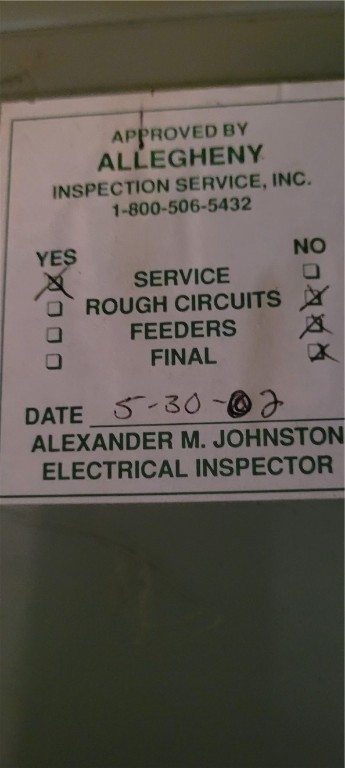 APPROVED BY
ALLEGHENY
INSPECTION SERVICE, INC.
1-800-506-5432
YES NO
SERVICE
ROUGH CIRCUITS
FEEDERS
FINAL
DATE 5-30-02
ALEXANDER M. JOHNSTON
ELECTRICAL INSPECTOR